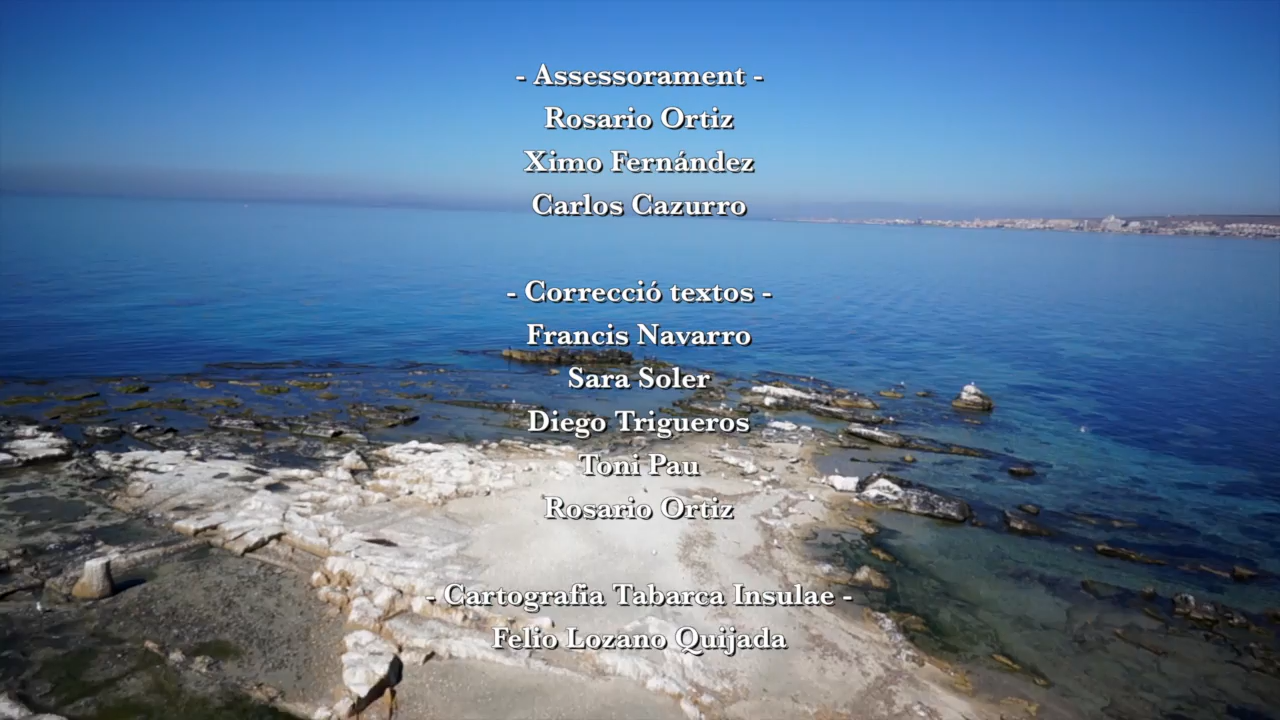 - Assessorament -
Rosario Ortiz
Ximo Fernández
Carlos Cazurro
- Correcció textos -
Francis Navarro
Sara Soler
Diego Trigueros
Toni Pau
Rosario Ortiz
- Cartografia Tabarca Insulae -
Felio Lozano Quijada